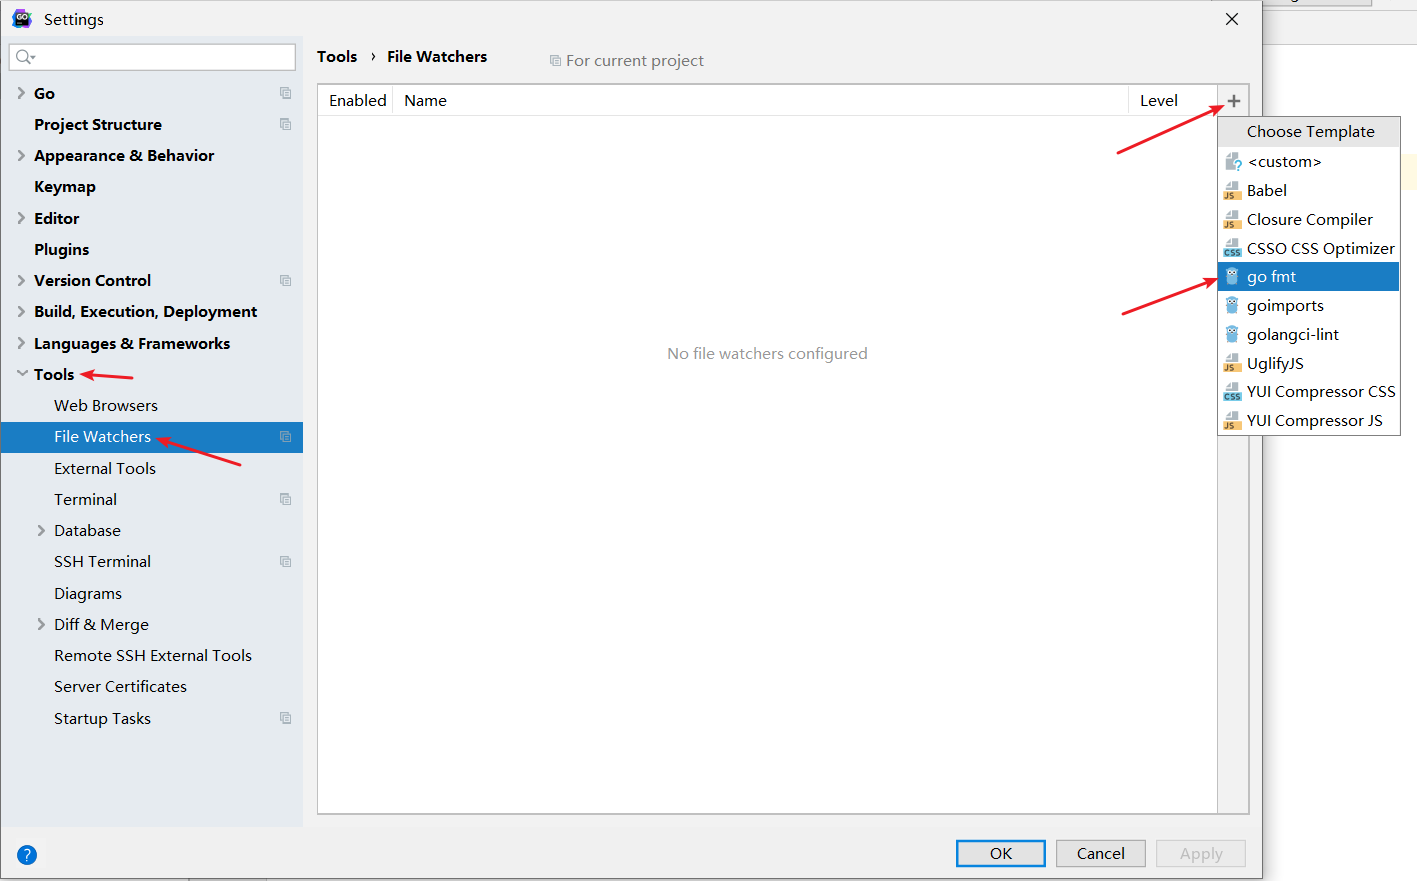 Settings
Tools › File Watchers
For current project
Go
Project Structure
Appearance & Behavior
Keymap
Editor
Plugins
Version Control
Build, Execution, Deployment
Languages & Frameworks
Tools
Web Browsers
File Watchers
External Tools
Terminal
Database
SSH Terminal
Diagrams
Diff & Merge
Remote SSH External Tools
Server Certificates
Startup Tasks
Enabled Name Level
No file watchers configured
Choose Template
<custom>
Babel
Closure Compiler
CSSO CSS Optimizer
go fmt
goimports
golangci-lint
UglifyJS
YUI Compressor CSS
YUI Compressor JS
OK Cancel Apply